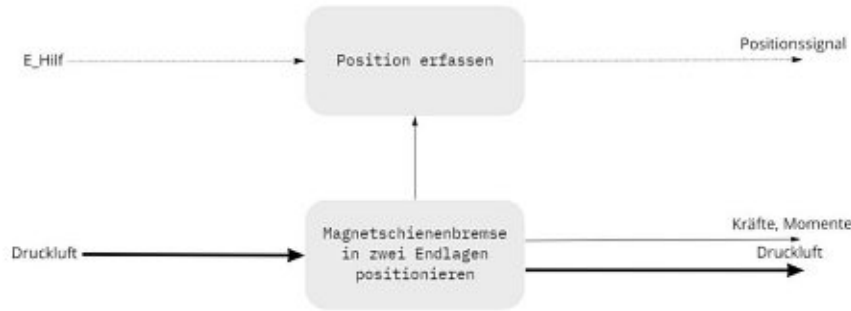 Positionssignal
E_Hilf
Position erfassen
Kräfte, Momente
Magnetschienenbremse
in zwei Endlagen
positionieren
Druckluft
Druckluft